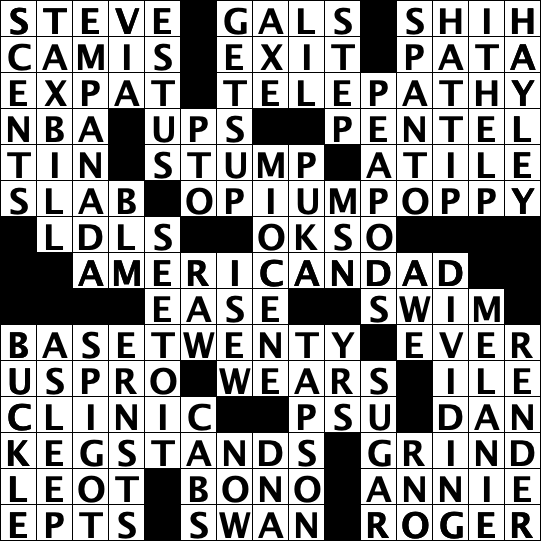 STEVE GALS SHIH
CAMIS EXIT PATA
EXPAT TELEPATHY
NBA UPS PENTEL
TIN STUMP ATILE
SLAB OPIUMPOPPY
LDLS OKSO
AMERICANDAD
EASE SWIM
BASETWENTY EVER
USPRO WEARS ILE
CLINIC PSU DAN
KEGSTANDS GRIND
LEOT BONO ANNIE
EPTS SWAN ROGER